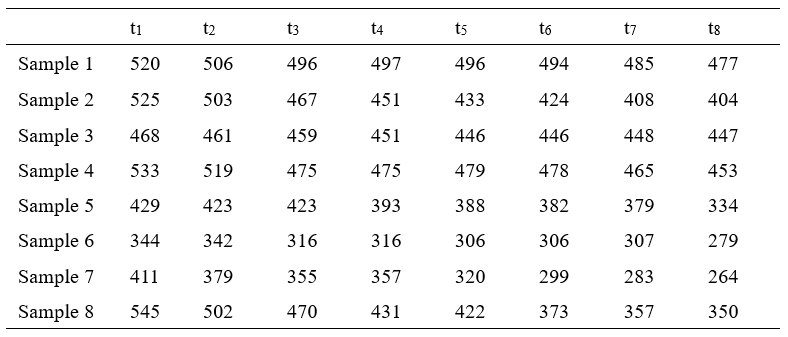 t₁ t₂ t₃ t₄ t₅ t₆ t₇ t₈
Sample 1 520 506 496 497 496 494 485 477
Sample 2 525 503 467 451 433 424 408 404
Sample 3 468 461 459 451 446 446 448 447
Sample 4 533 519 475 475 479 478 465 453
Sample 5 429 423 423 393 388 382 379 334
Sample 6 344 342 316 316 306 306 307 279
Sample 7 411 379 355 357 320 299 283 264
Sample 8 545 502 470 431 422 373 357 350